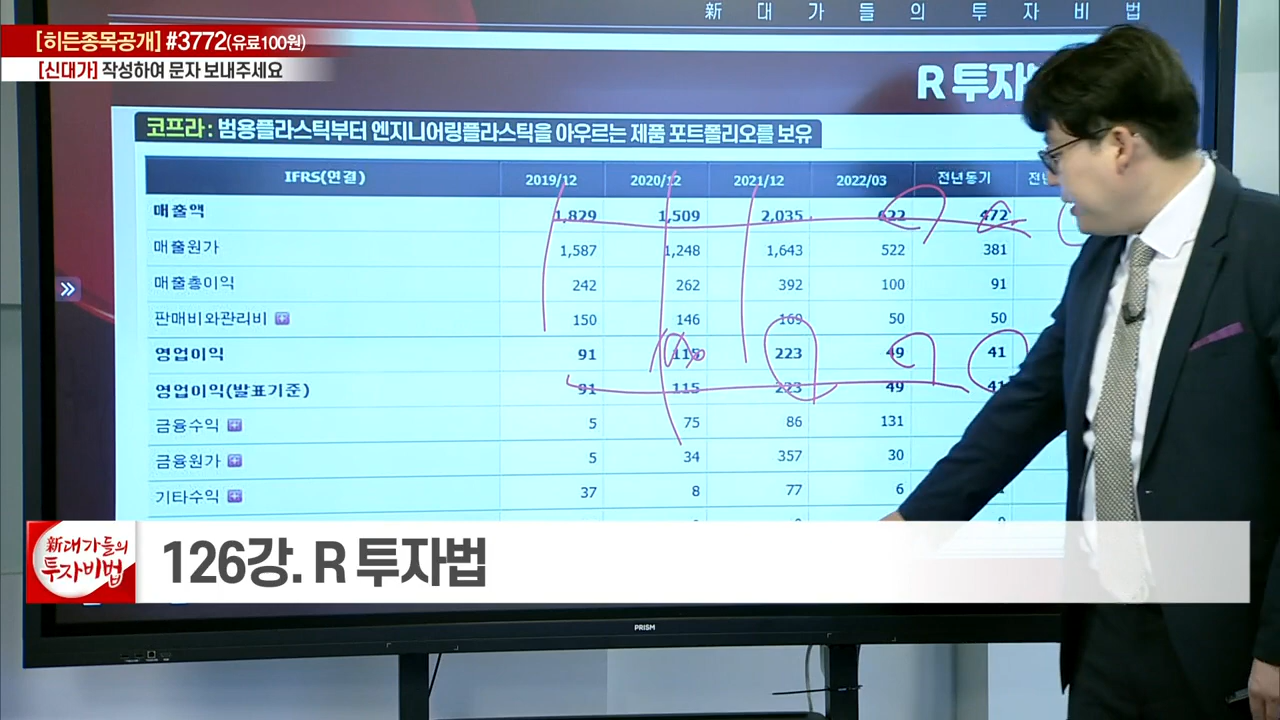 新 대 가 들 의 투 자 비 법
[히든종목공개] #3772(유료100원)
[신대가] 작성하여 문자 보내주세요
R 투자
코프라 : 범용플라스틱부터 엔지니어링플라스틱을 아우르는 제품 포트폴리오를 보유
IFRS(연결) 2019/12 2020/12 2021/12 2022/03 전년동기
매출액 1,829 1,509 2,035 622 472
매출원가 1,587 1,248 1,643 522 381
매출총이익 242 262 392 100 91
판매비와관리비 150 146 169 50 50
영업이익 91 115 223 49 41
영업이익(발표기준) 91 115 223 49 41
금융수익 5 75 86 131
금융원가 5 34 357 30
기타수익 37 8 77 6
新대가들의
투자비법
126강. R 투자법
PRISM